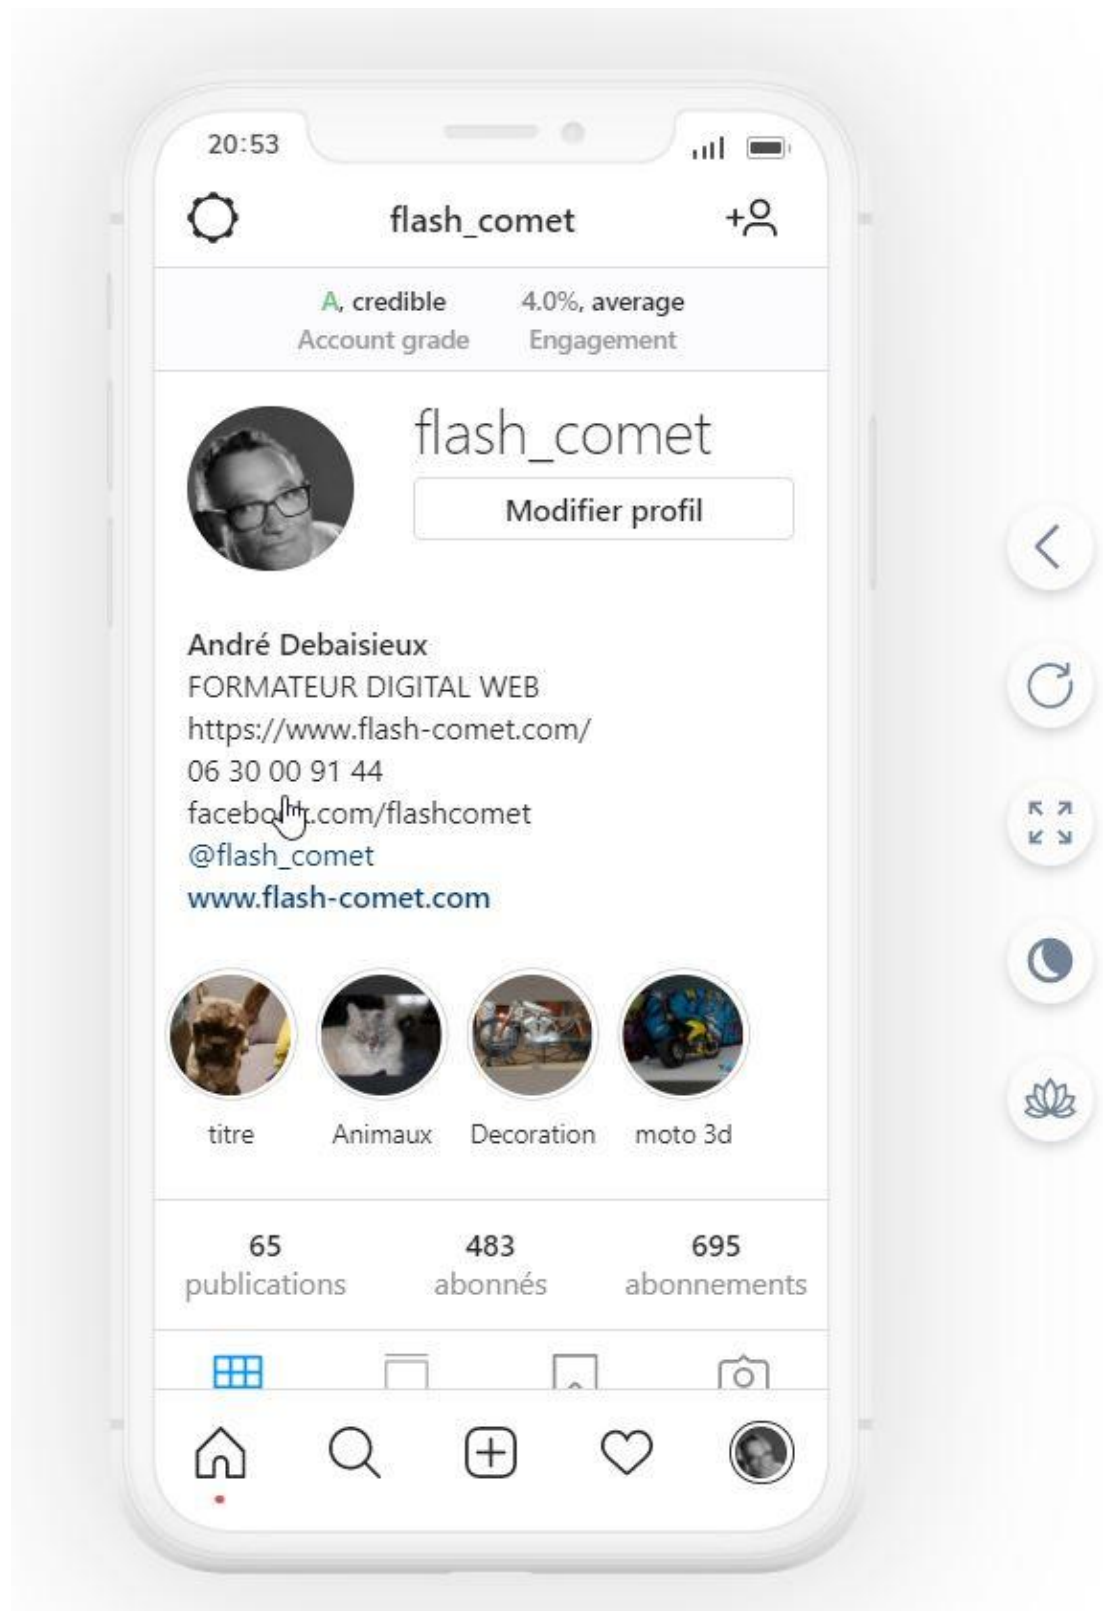 20:53
flash_comet
A, credible 4.0%, average
Account grade Engagement
flash_comet
Modifier profil
André Debaisieux
FORMATEUR DIGITAL WEB
https://www.flash-comet.com/
06 30 00 91 44
facebook.com/flashcomet
@flash_comet
www.flash-comet.com
titre Animaux Decoration moto 3d
65 483 695
publications abonnés abonnements